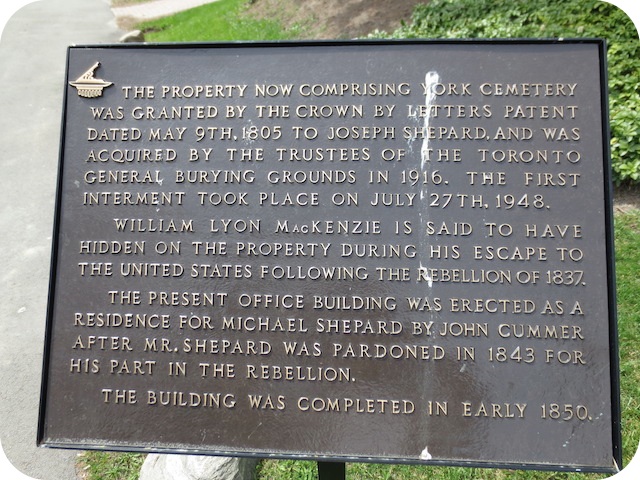 THE PROPERTY NOW COMPRISING YORK CEMETERY
WAS GRANTED BY THE CROWN BY LETTERS PATENT
DATED MAY 9TH, 1805 TO JOSEPH SHEPARD, AND WAS
ACQUIRED BY THE TRUSTEES OF THE TORONTO
GENERAL BURYING GROUNDS IN 1916. THE FIRST
INTERMENT TOOK PLACE ON JULY 27TH, 1948.
WILLIAM LYON MACKENZIE IS SAID TO HAVE
HIDDEN ON THE PROPERTY DURING HIS ESCAPE TO
THE UNITED STATES FOLLOWING THE REBELLION OF 1837.
THE PRESENT OFFICE BUILDING WAS ERECTED AS A
RESIDENCE FOR MICHAEL SHEPARD BY JOHN CUMMER
AFTER MR. SHEPARD WAS PARDONED IN 1843 FOR
HIS PART IN THE REBELLION.
THE BUILDING WAS COMPLETED IN EARLY 1850.